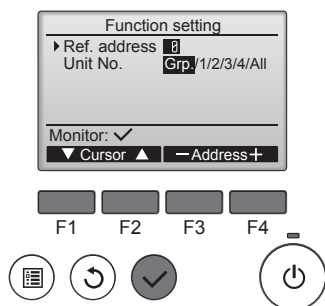 Function setting
Ref. address 0
Unit No. Grp./1/2/3/4/All
Monitor: ✓
▼ Cursor ▲ −Address+
F1 F2 F3 F4